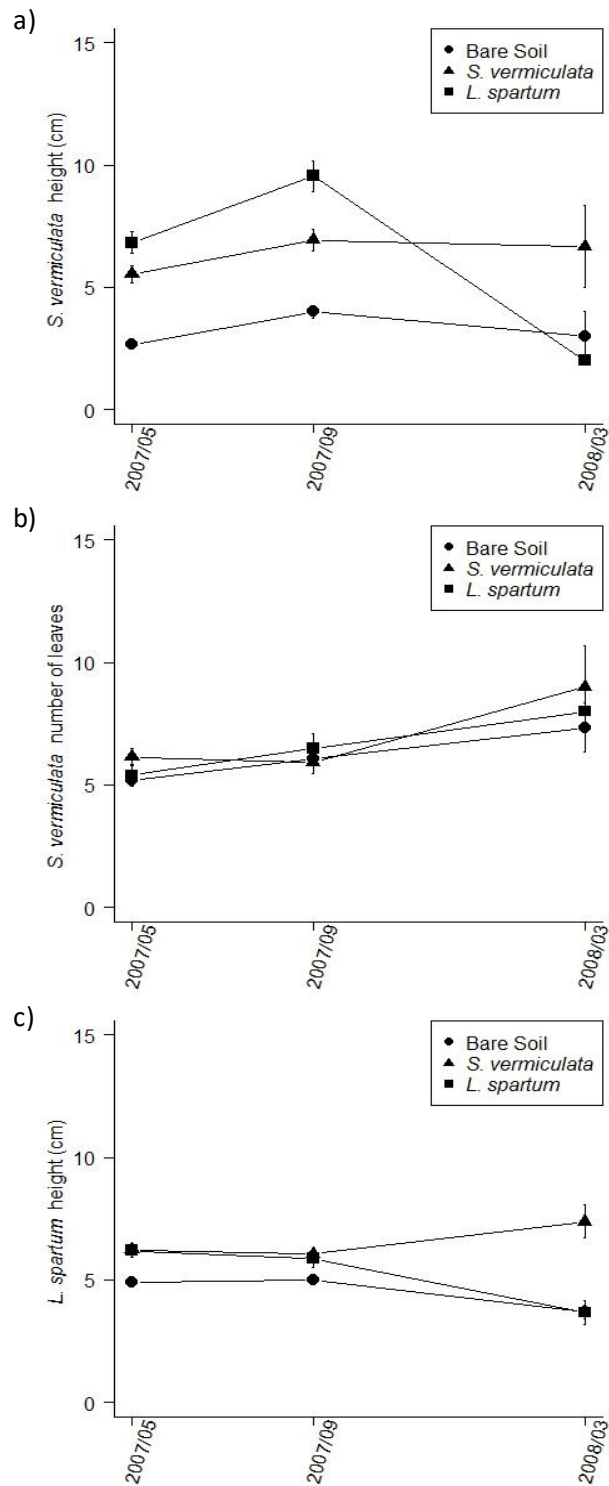 a)
15
10
5
0
S. vermiculata height (cm)
Bare Soil
S. vermiculata
L. spartum
2007/05
2007/09
2008/03
b)
15
10
5
0
S. vermiculata number of leaves
Bare Soil
S. vermiculata
L. spartum
2007/05
2007/09
2008/03
c)
15
10
5
0
L. spartum height (cm)
Bare Soil
S. vermiculata
L. spartum
2007/05
2007/09
2008/03